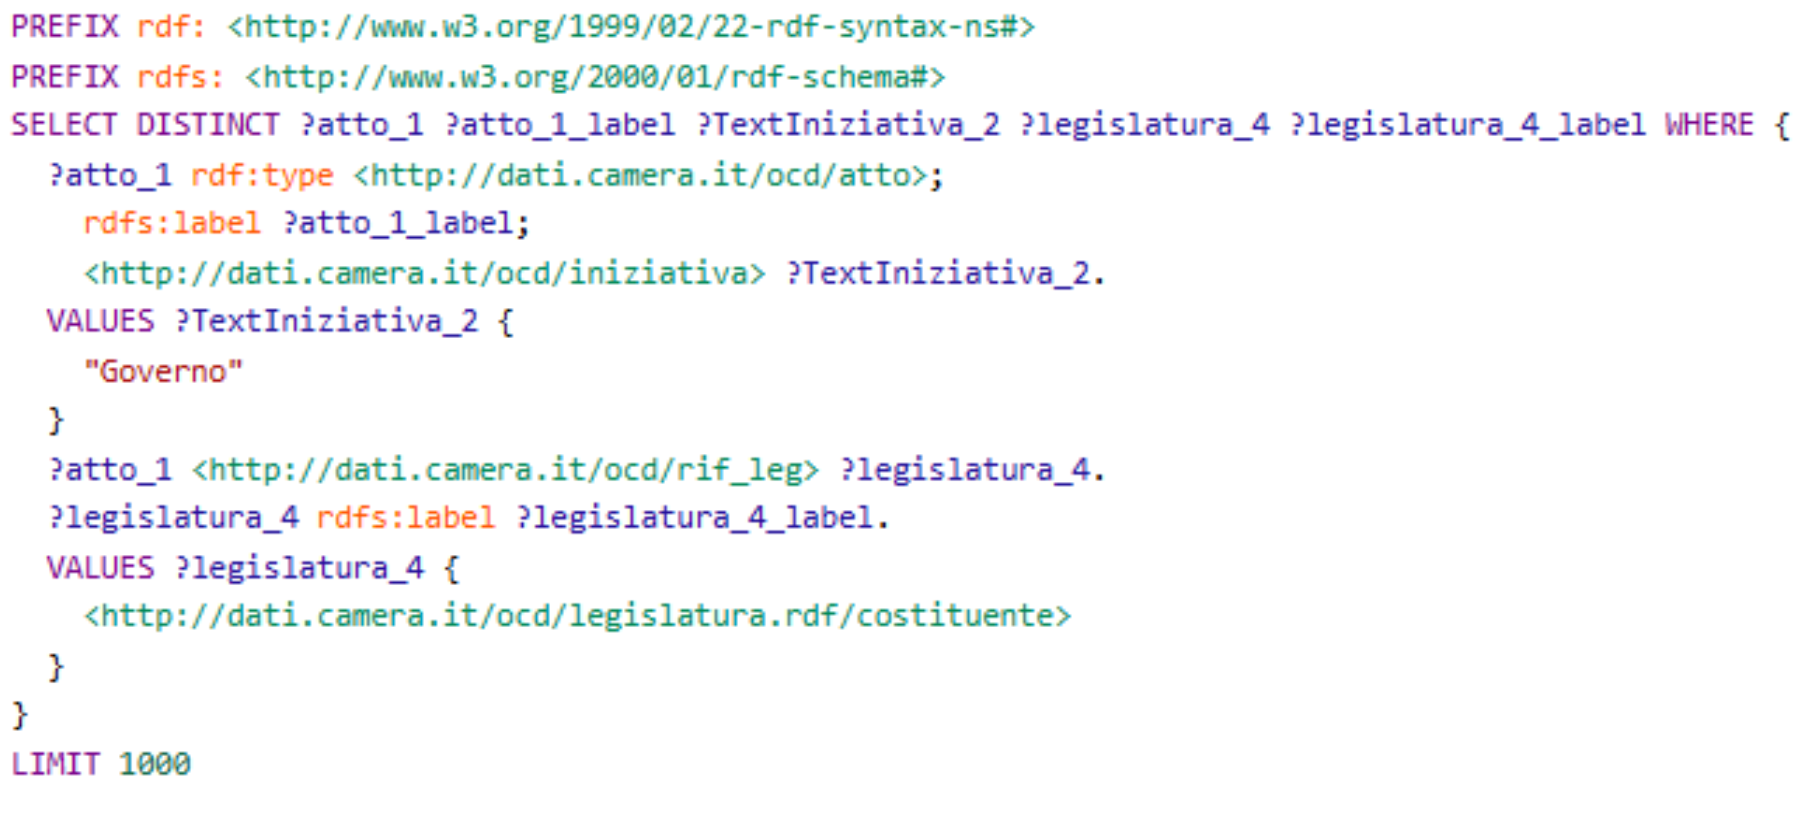 PREFIX rdf: <http://www.w3.org/1999/02/22-rdf-syntax-ns#>
PREFIX rdfs: <http://www.w3.org/2000/01/rdf-schema#>
SELECT DISTINCT ?atto_1 ?atto_1_label ?TextIniziativa_2 ?legislatura_4 ?legislatura_4_label WHERE {
  ?atto_1 rdf:type <http://dati.camera.it/ocd/atto>;
    rdfs:label ?atto_1_label;
    <http://dati.camera.it/ocd/iniziativa> ?TextIniziativa_2.
  VALUES ?TextIniziativa_2 {
    "Governo"
  }
  ?atto_1 <http://dati.camera.it/ocd/rif_leg> ?legislatura_4.
  ?legislatura_4 rdfs:label ?legislatura_4_label.
  VALUES ?legislatura_4 {
    <http://dati.camera.it/ocd/legislatura.rdf/costituente>
  }
}
LIMIT 1000